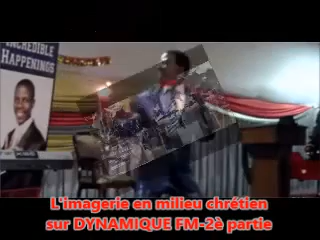 INCREDIBLE
HAPPENINGS
L'imagerie en milieu chrétien
sur DYNAMIQUE FM-2è partie